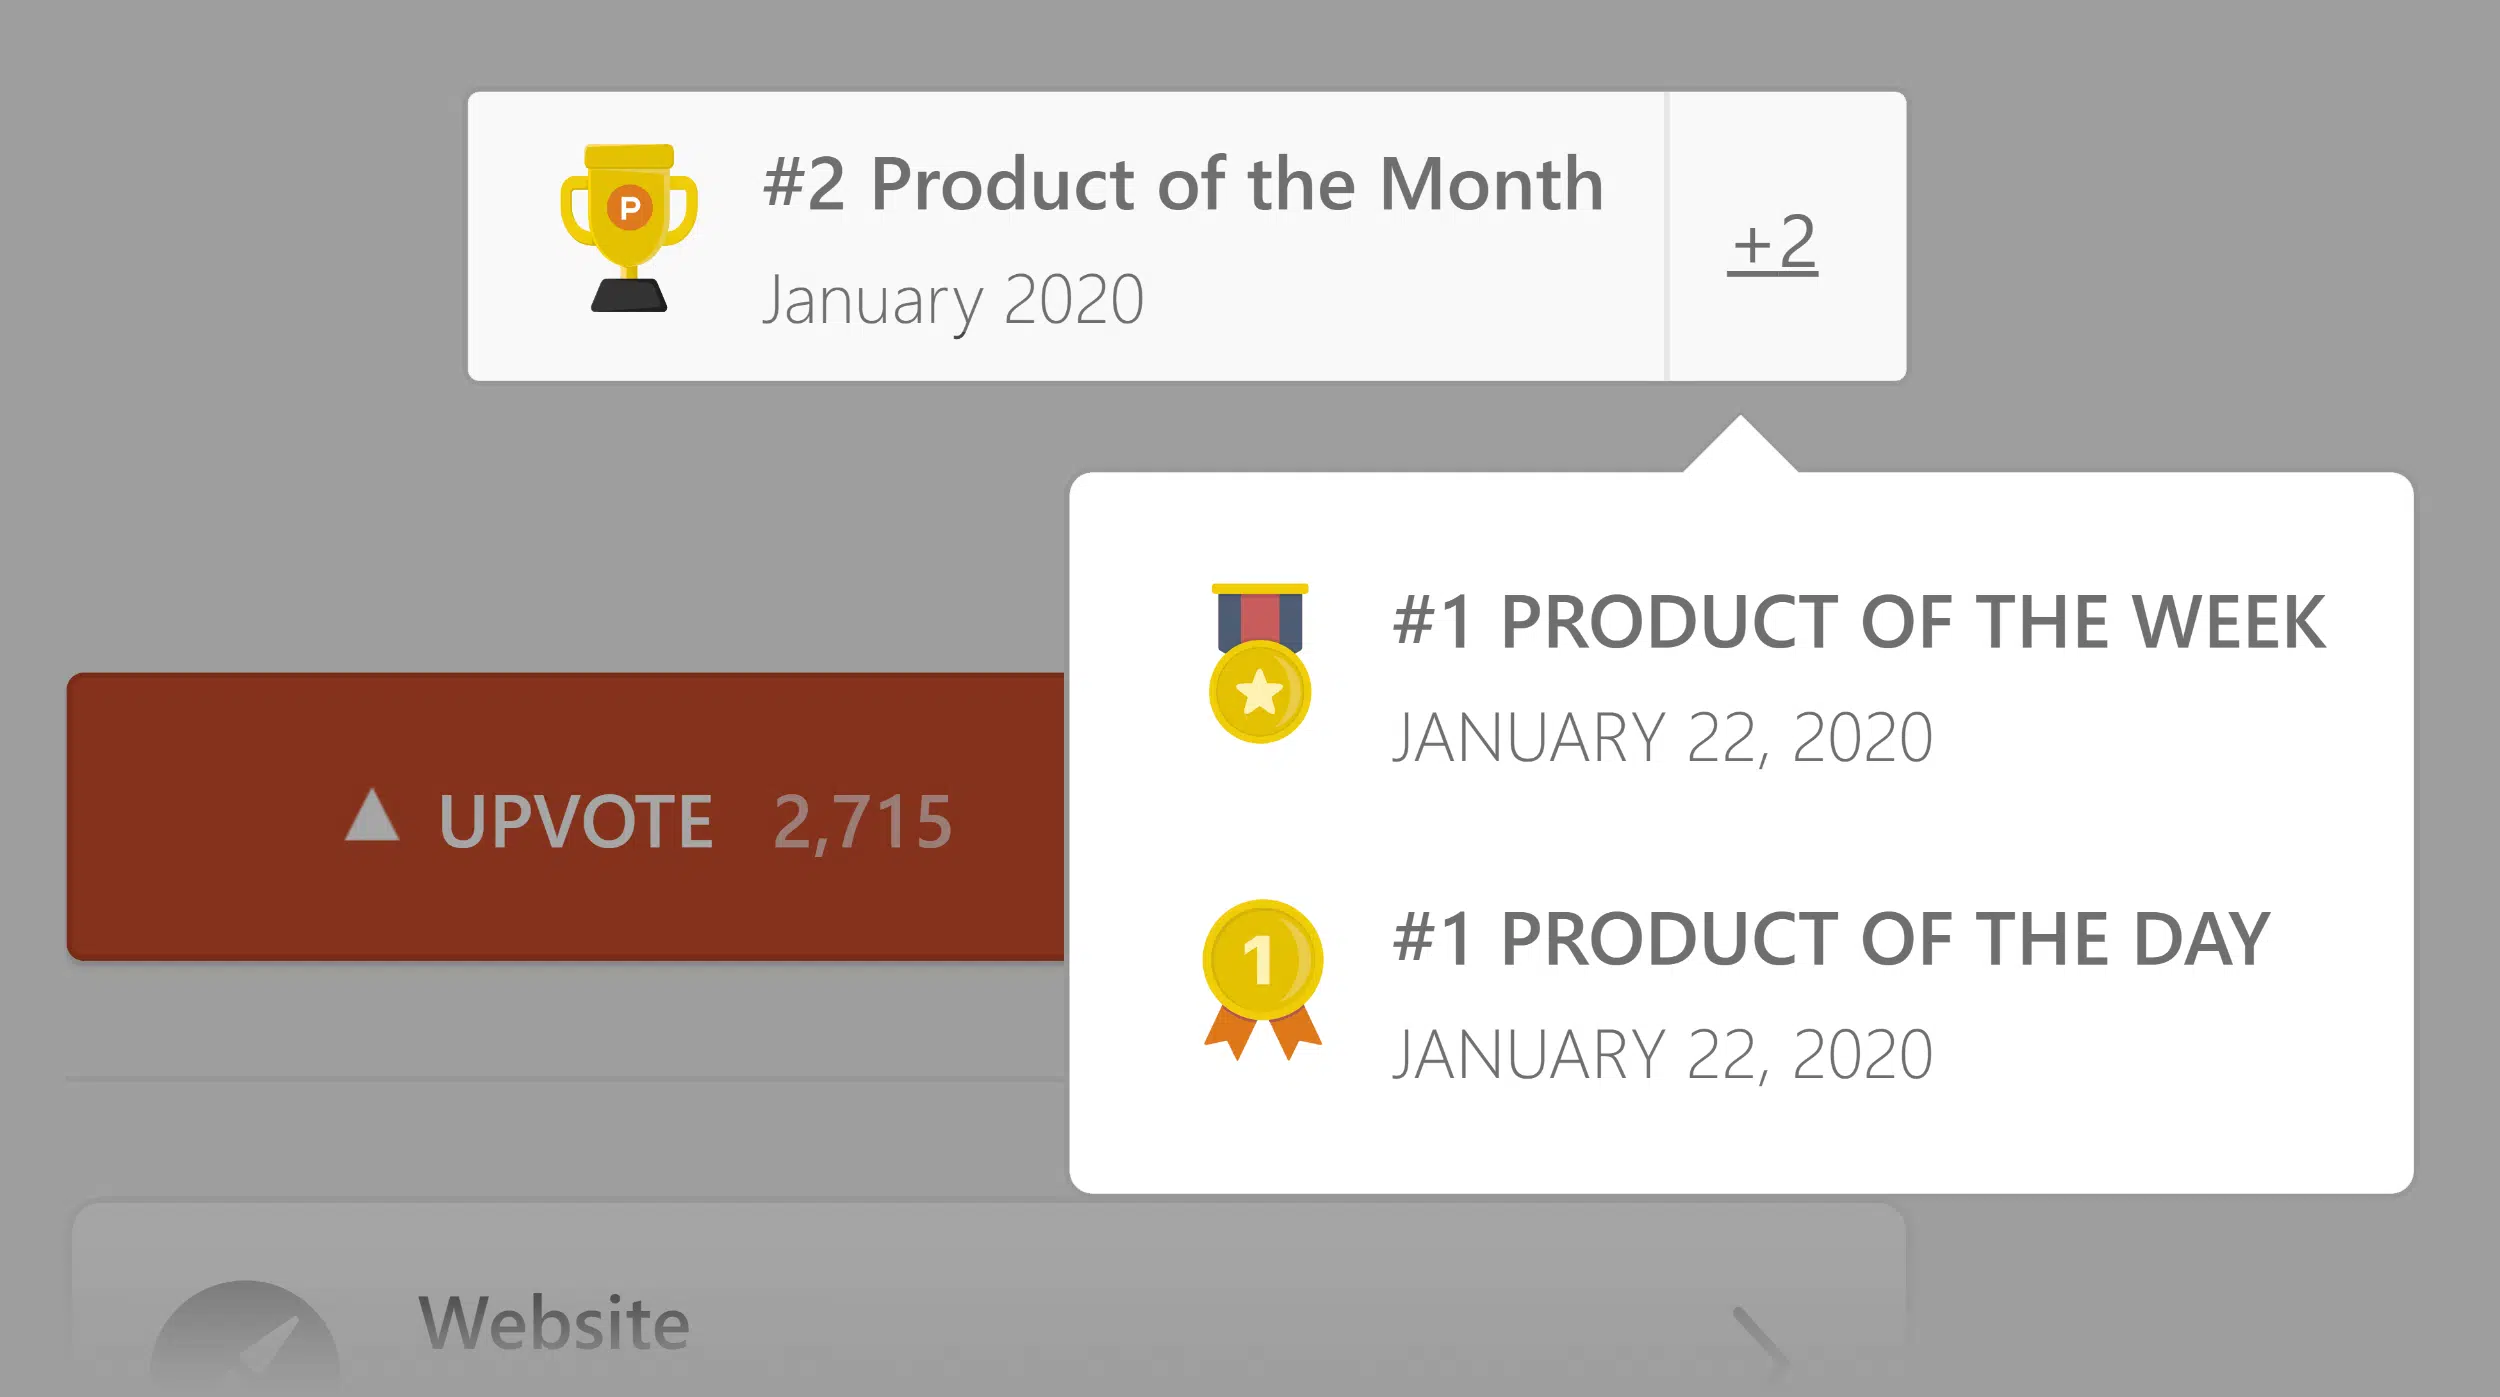 P
#2 Product of the Month
January 2020
+2
#1 PRODUCT OF THE WEEK
JANUARY 22, 2020
UPVOTE 2,715
1
#1 PRODUCT OF THE DAY
JANUARY 22, 2020
Website